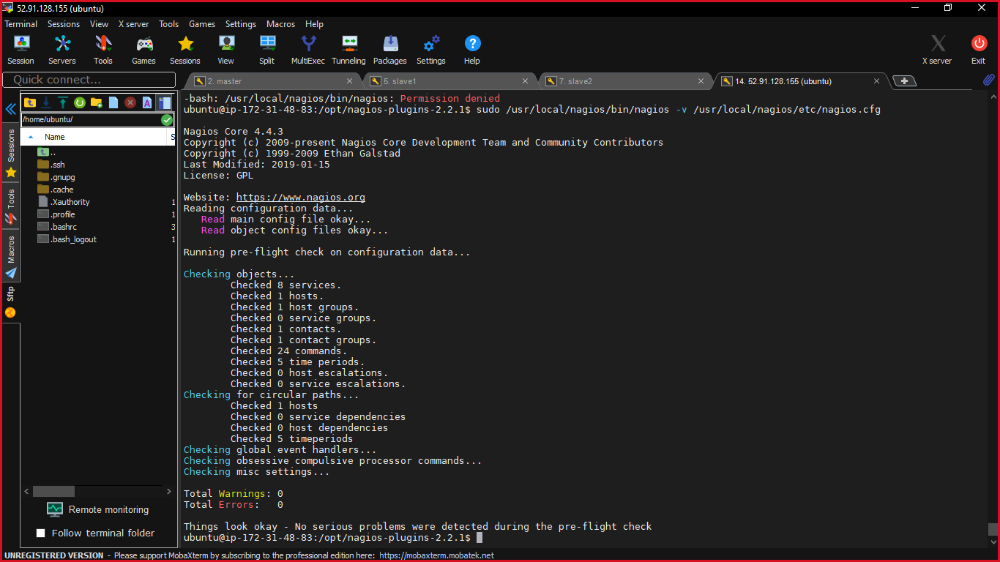 52.91.128.155 (ubuntu)
Terminal Sessions View X server Tools Games Settings Macros Help
Session Servers Tools Games Sessions View Split MultiExec Tunneling Packages Settings Help X server Exit
Quick connect...
2. master
5. slave1
7. slave2
14. 52.91.128.155 (ubuntu)
Sessions
Tools
Macros
Sftp
/home/ubuntu/
Name S
..
.ssh
.gnupg
.cache
.Xauthority 1
.profile 1
.bashrc 3
.bash_logout 1
Remote monitoring
Follow terminal folder
-bash: /usr/local/nagios/bin/nagios: Permission denied
ubuntu@ip-172-31-48-83:/opt/nagios-plugins-2.2.1$ sudo /usr/local/nagios/bin/nagios -v /usr/local/nagios/etc/nagios.cfg
Nagios Core 4.4.3
Copyright (c) 2009-present Nagios Core Development Team and Community Contributors
Copyright (c) 1999-2009 Ethan Galstad
Last Modified: 2019-01-15
License: GPL
Website: https://www.nagios.org
Reading configuration data...
Read main config file okay...
Read object config files okay...
Running pre-flight check on configuration data...
Checking objects...
Checked 8 services.
Checked 1 hosts.
Checked 1 host groups.
Checked 0 service groups.
Checked 1 contacts.
Checked 1 contact groups.
Checked 24 commands.
Checked 5 time periods.
Checked 0 host escalations.
Checked 0 service escalations.
Checking for circular paths...
Checked 1 hosts
Checked 0 service dependencies
Checked 0 host dependencies
Checked 5 timeperiods
Checking global event handlers...
Checking obsessive compulsive processor commands...
Checking misc settings...
Total Warnings: 0
Total Errors: 0
Things look okay - No serious problems were detected during the pre-flight check
ubuntu@ip-172-31-48-83:/opt/nagios-plugins-2.2.1$
UNREGISTERED VERSION - Please support MobaXterm by subscribing to the professional edition here: https://mobaxterm.mobatek.net